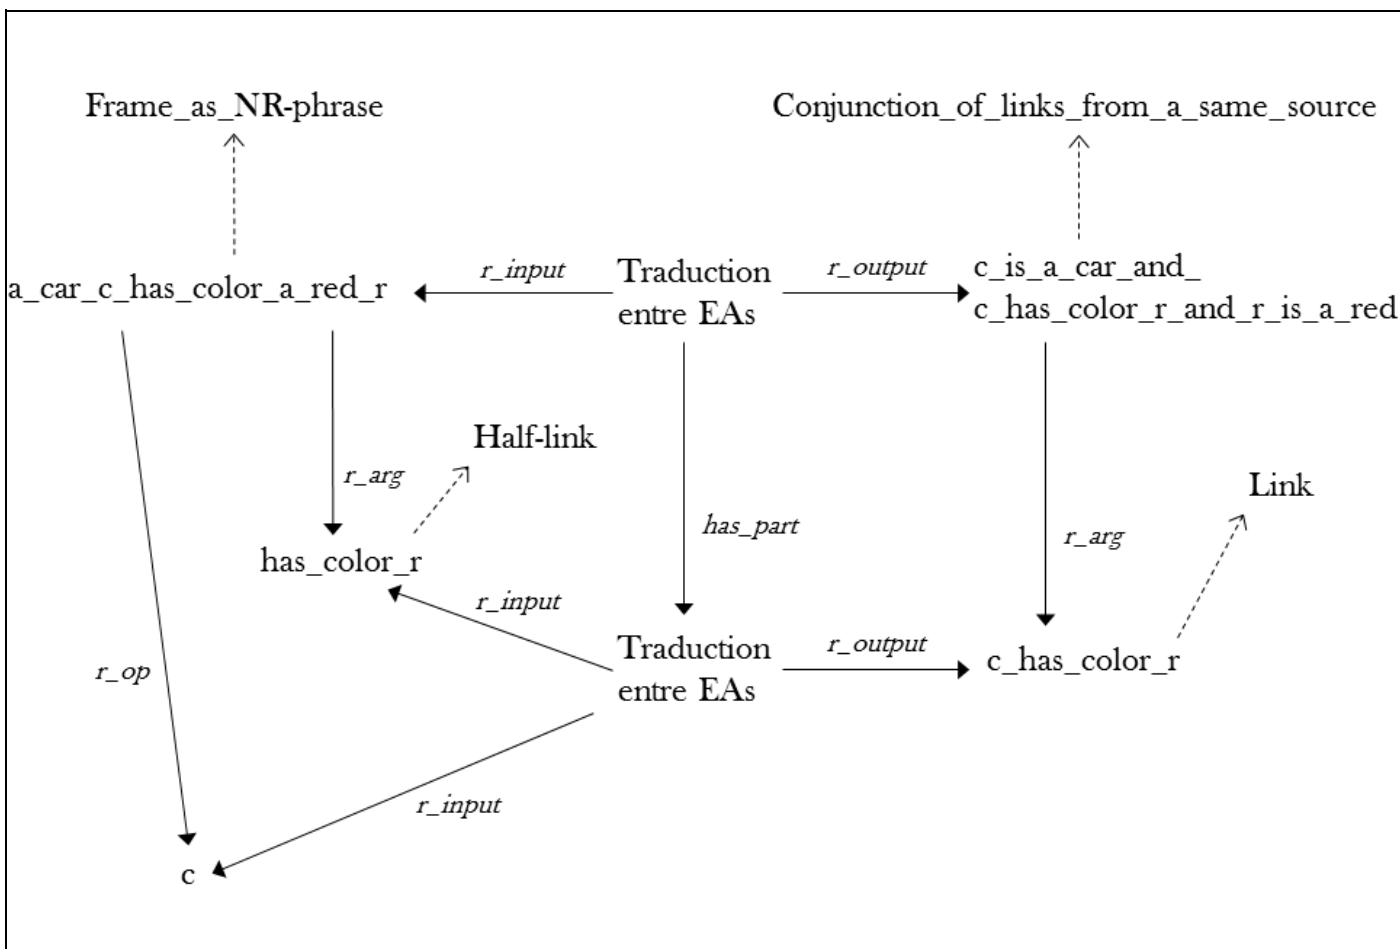 Frame_as_NR-phrase
Conjunction_of_links_from_a_same_source
a_car_c_has_color_a_red_r
r_input
Traduction
entre EAs
r_output
c_is_a_car_and_
c_has_color_r_and_r_is_a_red
Half-link
r_arg
Link
has_part
r_arg
has_color_r
r_input
Traduction
entre EAs
r_output
c_has_color_r
r_op
r_input
c